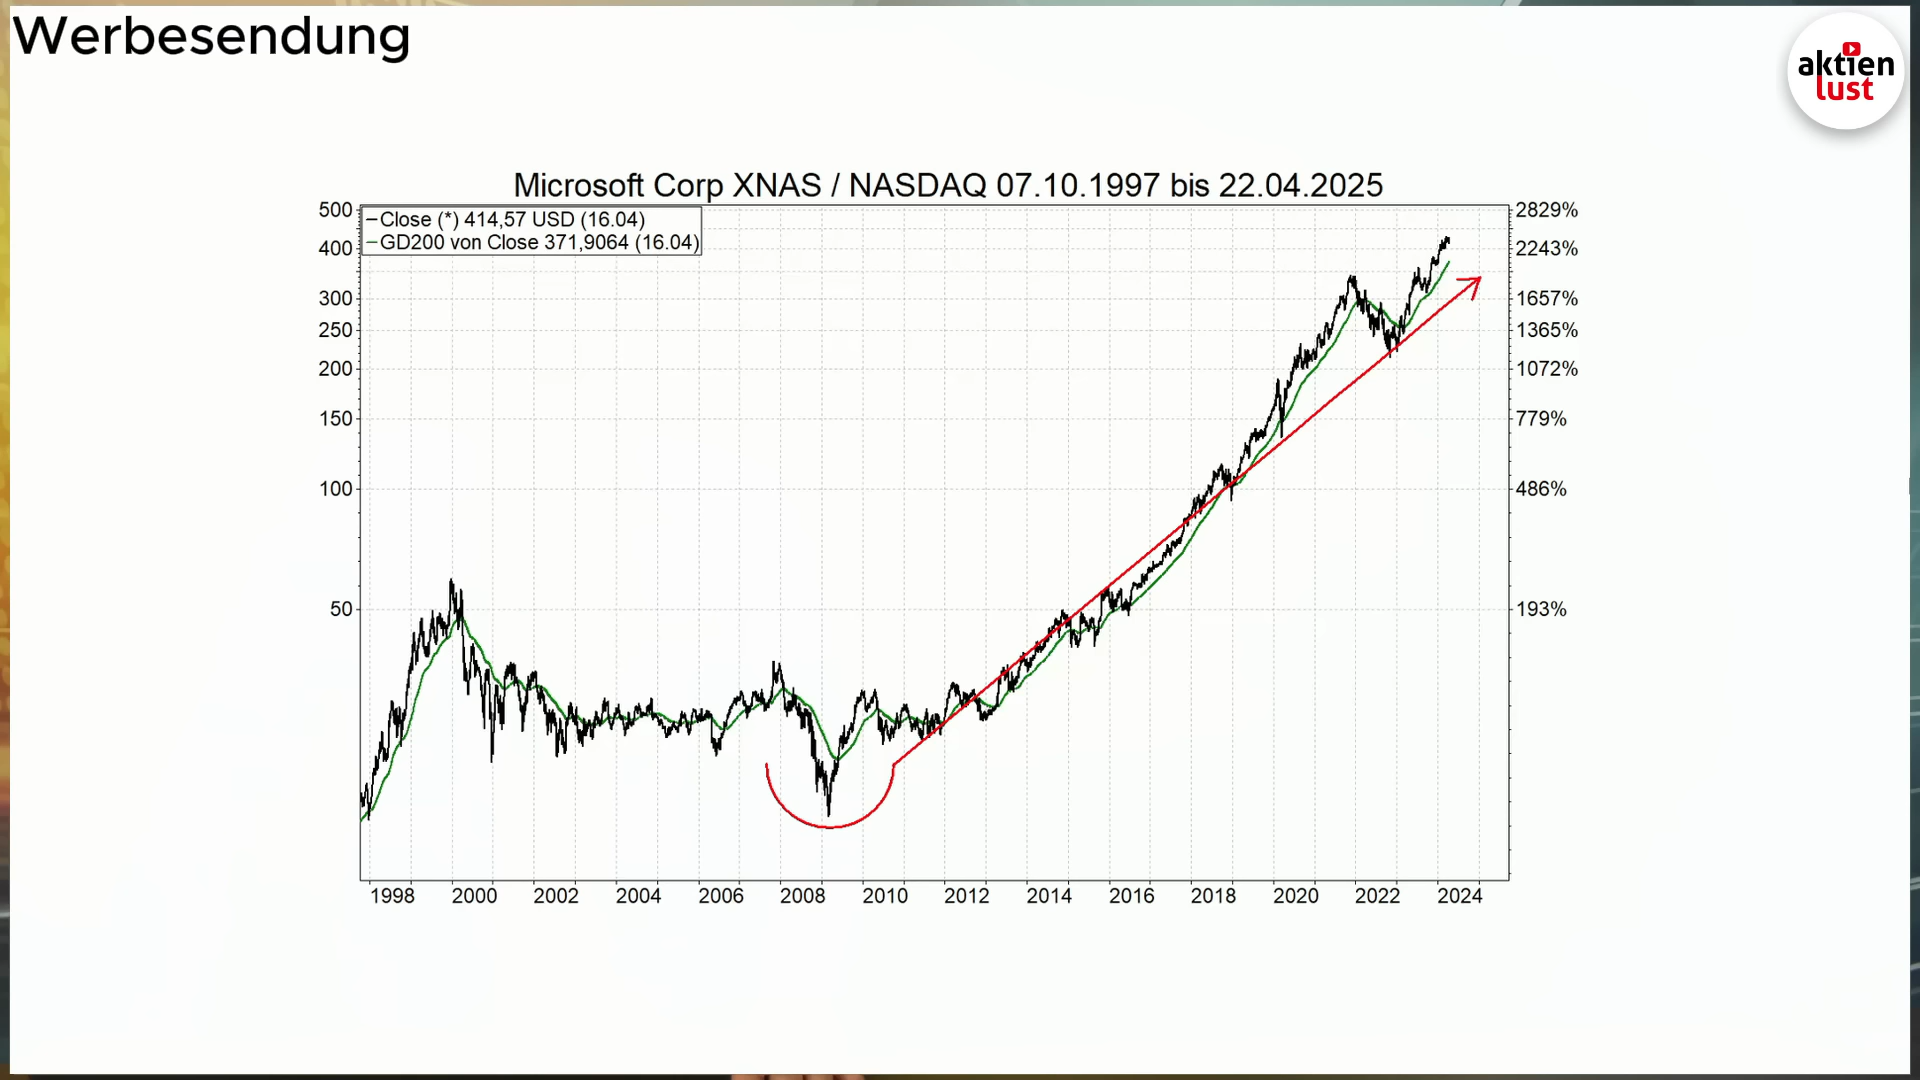 Werbesendung
aktien
lust
Microsoft Corp XNAS / NASDAQ 07.10.1997 bis 22.04.2025
Close (*) 414,57 USD (16.04)
GD200 von Close 371,9064 (16.04)
500 2829%
400 2243%
300 1657%
250 1365%
200 1072%
150 779%
100 486%
50 193%
1998 2000 2002 2004 2006 2008 2010 2012 2014 2016 2018 2020 2022 2024